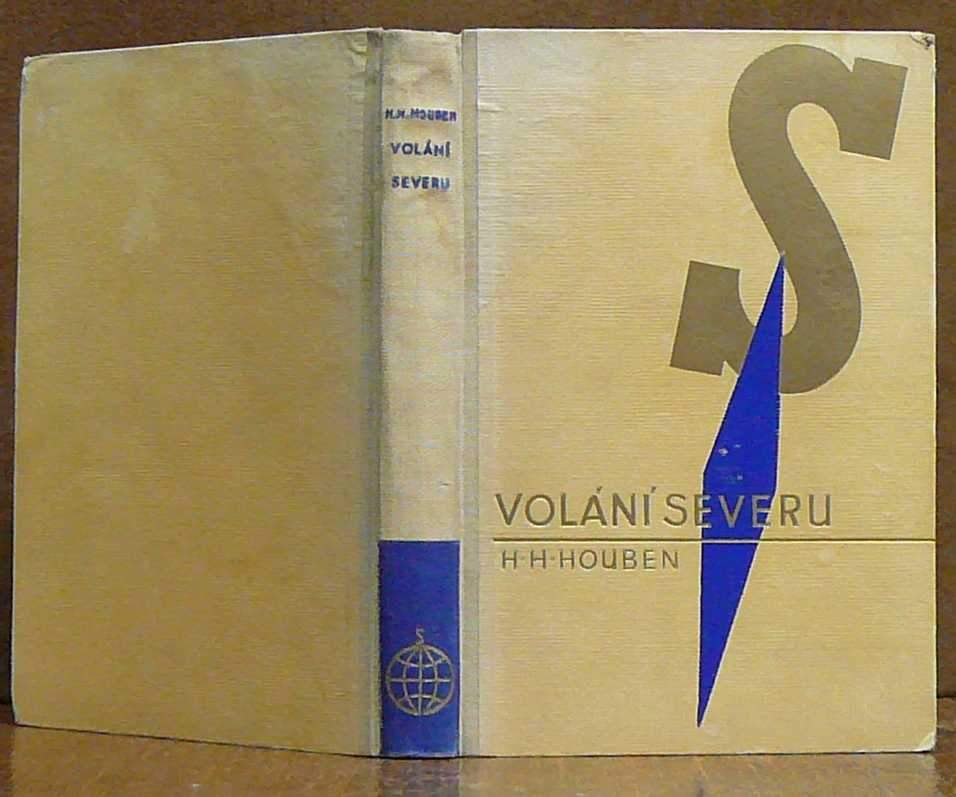 H.H.HOUBEN
VOLÁNÍ
SEVERU
S
S
VOLÁNÍ SEVERU
H-H-HOUBEN